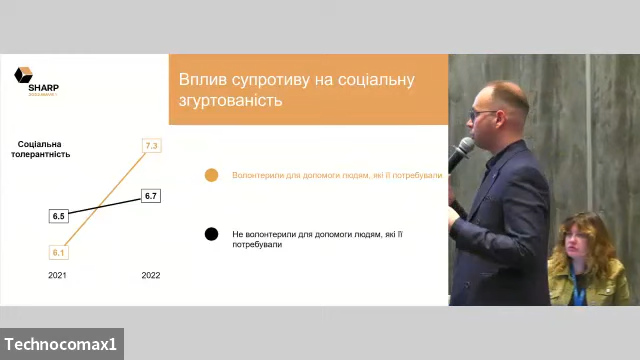 Вплив супротиву на соціальну
згуртованість
SHARP
Соціальна
толерантність
7.3
6.7
6.5
6.1
2021
2022
Волонтерили для допомоги людям, які її потребували
Не волонтерили для допомоги людям, які її
потребували
Technocomax1